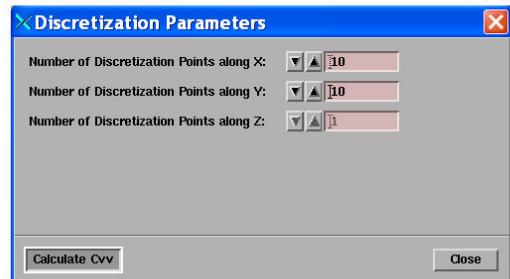 Discretization Parameters
Number of Discretization Points along X: 10
Number of Discretization Points along Y: 10
Number of Discretization Points along Z: 1
Calculate Cvv Close